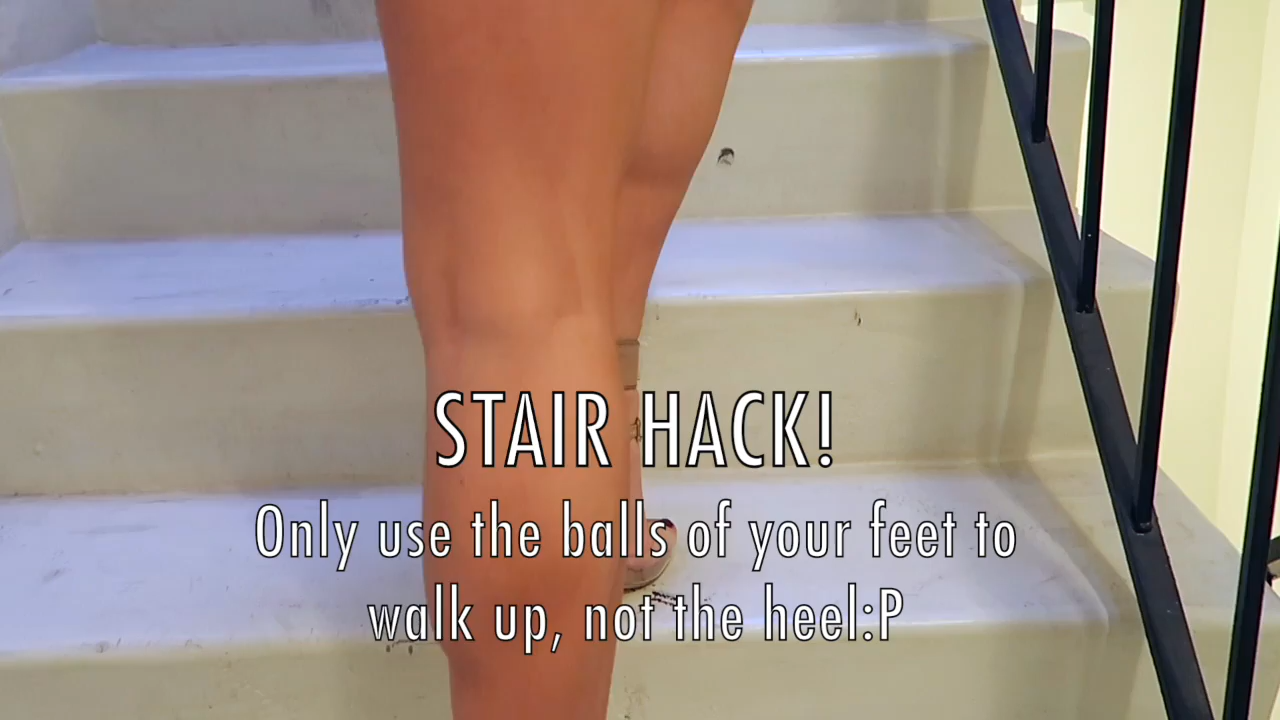 STAIR HACK!
Only use the balls of your feet to
walk up, not the heel:P